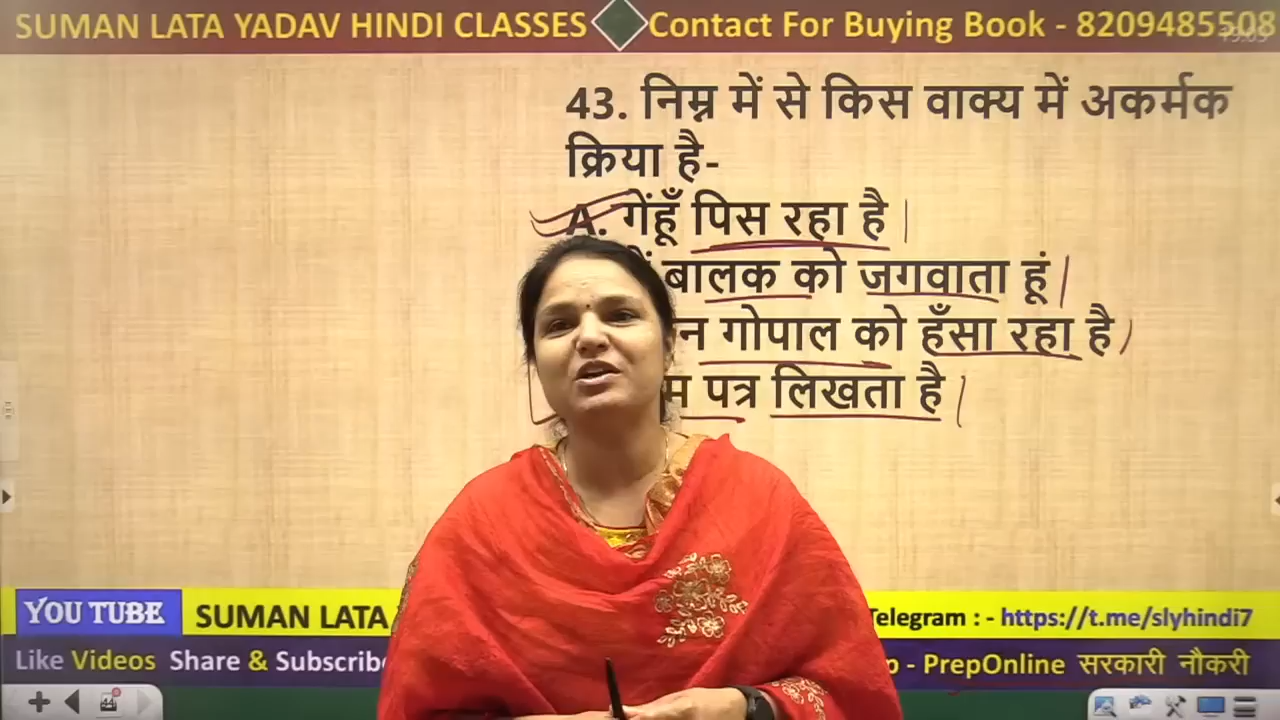 SUMAN LATA YADAV HINDI CLASSES Contact For Buying Book - 8209485508
43. निम्न में से किस वाक्य में अकर्मक
क्रिया है-
A. गेंहूँ पिस रहा है।
बालक को जगवाता हूं
गोपाल को हँसा रहा है
पत्र लिखता है
YOU TUBE SUMAN LATA Telegram : - https://t.me/slyhindi7
Like Videos Share & Subscribe - PrepOnline सरकारी नौकरी